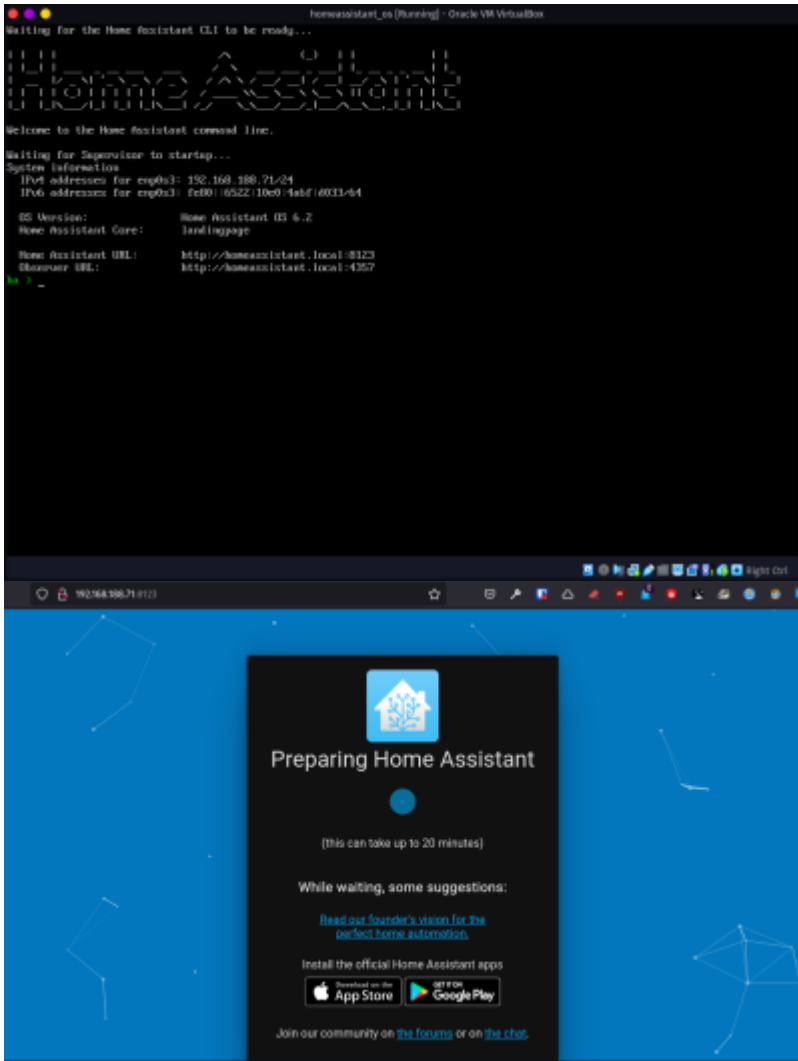 homeassistant_os [Running] - Oracle VM VirtualBox
Waiting for the Home Assistant CLI to be ready...
Home Assistant
Welcome to the Home Assistant command line.
Waiting for Supervisor to startup...
System information
IPv4 addresses for enp0s3: 192.168.188.71/24
IPv6 addresses for enp0s3:
OS Version: Home Assistant OS 6.2
Home Assistant Core: landingpage
Home Assistant URL: http://homeassistant.local:8123
Observer URL: http://homeassistant.local:4357
ha > _
Right Ctrl
192.168.188.71:8123
Preparing Home Assistant
(this can take up to 20 minutes)
While waiting, some suggestions:
Read our founder's vision for the
perfect home automation.
Install the official Home Assistant apps
Download on the
App Store
GET IT ON
Google Play
Join our community on the forums or on the chat.